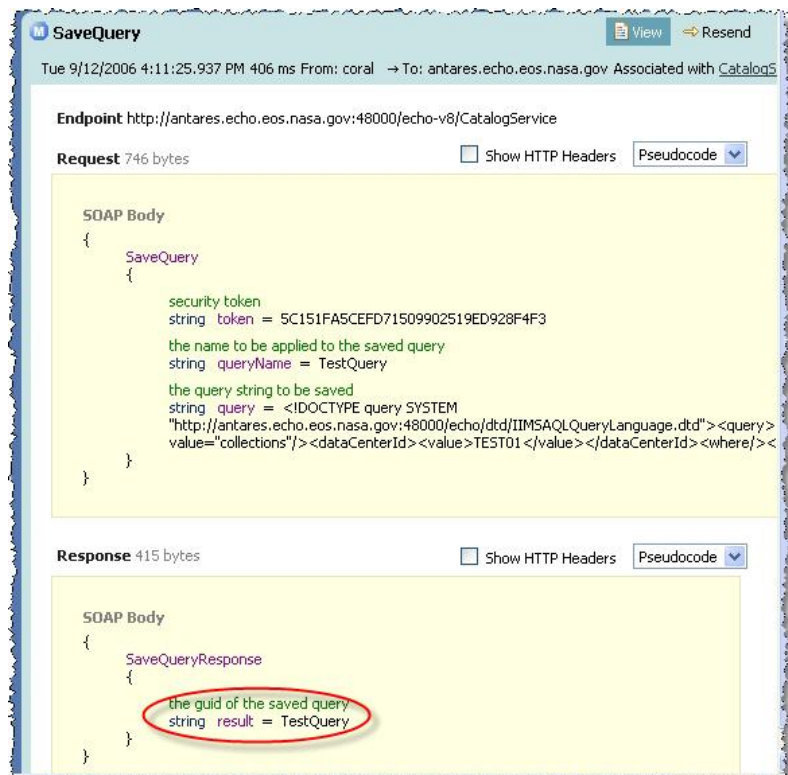 M SaveQuery View Resend
Tue 9/12/2006 4:11:25.937 PM 406 ms From: coral → To: antares.echo.eos.nasa.gov Associated with CatalogS
Endpoint http://antares.echo.eos.nasa.gov:48000/echo-v8/CatalogService
Request 746 bytes Show HTTP Headers Pseudocode
SOAP Body
{
SaveQuery
{
security token
string token = 5C151FA5CEFD71509902519ED928F4F3
the name to be applied to the saved query
string queryName = TestQuery
the query string to be saved
string query = <!DOCTYPE query SYSTEM
"http://antares.echo.eos.nasa.gov:48000/echo/dtd/IIMSAQLQueryLanguage.dtd"><query>
value="collections"/><dataCenterId><value>TEST01</value></dataCenterId><where/><
}
}
Response 415 bytes Show HTTP Headers Pseudocode
SOAP Body
{
SaveQueryResponse
{
the guid of the saved query
string result = TestQuery
}
}